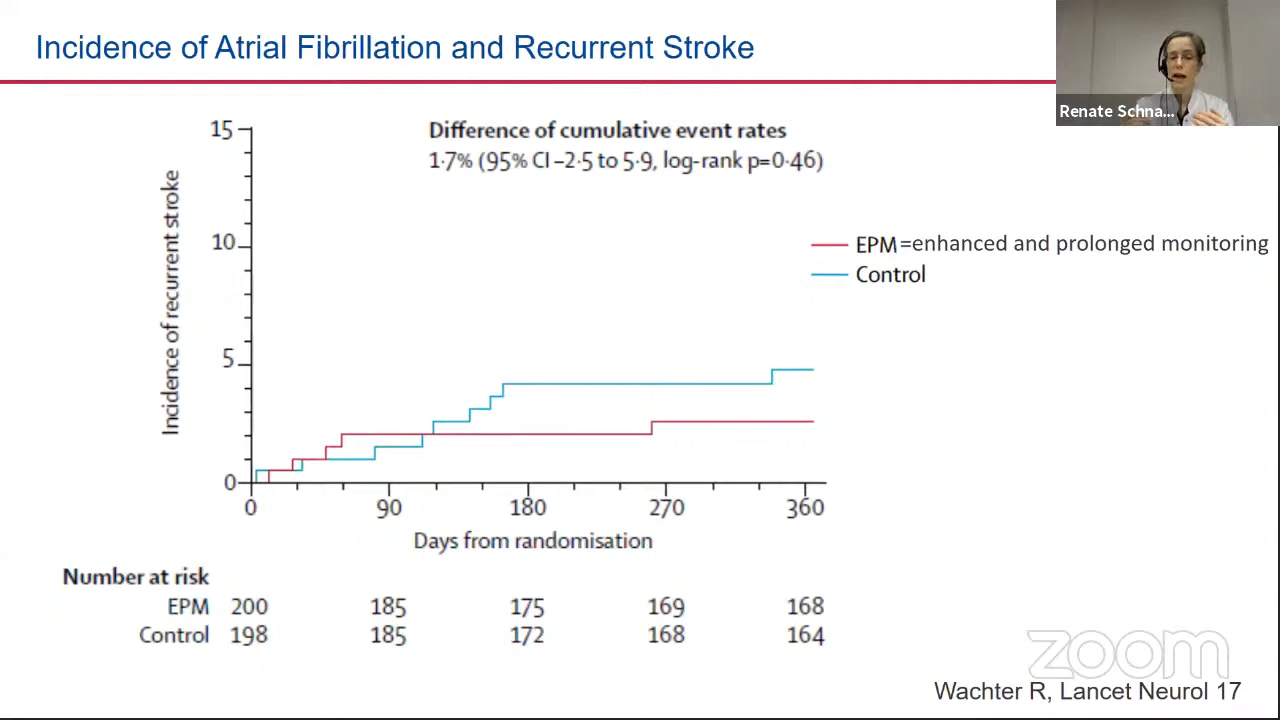 Incidence of Atrial Fibrillation and Recurrent Stroke
Renate Schna...
Difference of cumulative event rates
1·7% (95% CI –2·5 to 5·9, log-rank p=0·46)
EPM =enhanced and prolonged monitoring
Control
Incidence of recurrent stroke
15
10
5
0
0 90 180 270 360
Days from randomisation
Number at risk
EPM 200 185 175 169 168
Control 198 185 172 168 164
zoom
Wachter R, Lancet Neurol 17